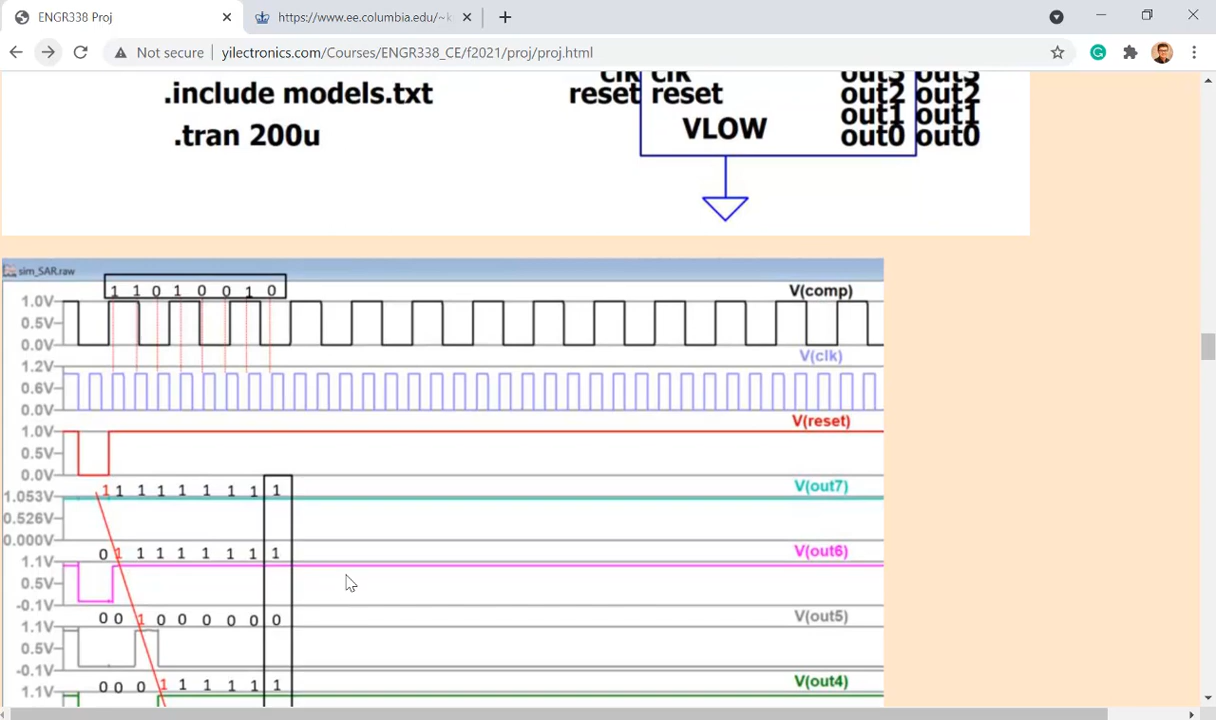 ENGR338 Proj
https://www.ee.columbia.edu/~k
Not secure
yilectronics.com/Courses/ENGR338_CE/f2021/proj/proj.html
clk clk out3 out3
.include models.txt reset reset out2 out2
VLOW out1 out1
.tran 200u out0 out0
sim_SAR.raw
1 1 0 1 0 0 1 0 V(comp)
1.0V
0.5V
0.0V
V(clk)
1.2V
0.6V
0.0V
V(reset)
1.0V
0.5V
0.0V
1 1 1 1 1 1 1 1 1 V(out7)
1.053V
0.526V
0.000V
0 1 1 1 1 1 1 1 1 V(out6)
1.1V
0.5V
-0.1V
0 0 1 0 0 0 0 0 0 V(out5)
1.1V
0.5V
-0.1V
0 0 0 1 1 1 1 1 1 V(out4)
1.1V